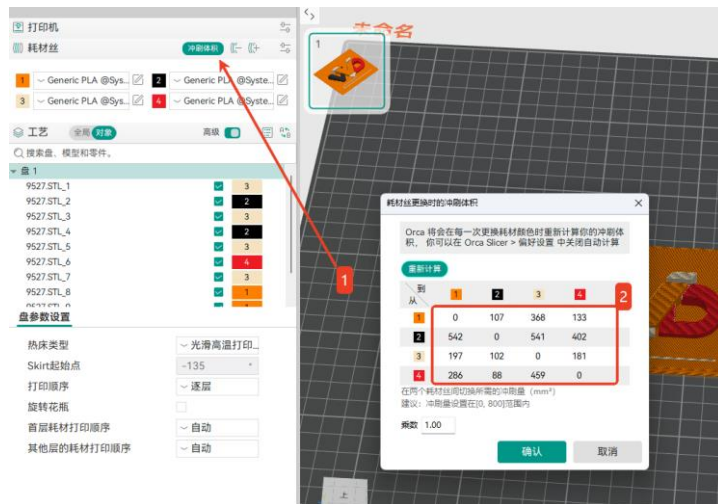 打印机
耗材丝
冲刷体积
1 Generic PLA @Sys...
2 Generic PLA @Syste...
3 Generic PLA @Sys...
4 Generic PLA @Syste...
工艺 全局 对象 高级
搜索盘、模型和零件。
盘 1
9527.STL_1 3
9527.STL_2 2
9527.STL_3 3
9527.STL_4 2
9527.STL_5 3
9527.STL_6 4
9527.STL_7 3
9527.STL_8 1
盘参数设置
热床类型 光滑高温打印...
Skirt起始点 -135 °
打印顺序 逐层
旋转花瓶
首层耗材打印顺序 自动
其他层的耗材打印顺序 自动
1
未命名
1
耗材丝更换时的冲刷体积
Orca 将会在每一次更换耗材颜色时重新计算你的冲刷体
积, 你可以在 Orca Slicer > 偏好设置 中关闭自动计算
重新计算
到
从
1 2 3 4
2
1 0 107 368 133
2 542 0 541 402
3 197 102 0 181
4 286 88 459 0
在两个耗材丝间切换所需的冲刷量(mm³)
建议:冲刷量设置在[0, 800]范围内
乘数 1.00
确认 取消
上